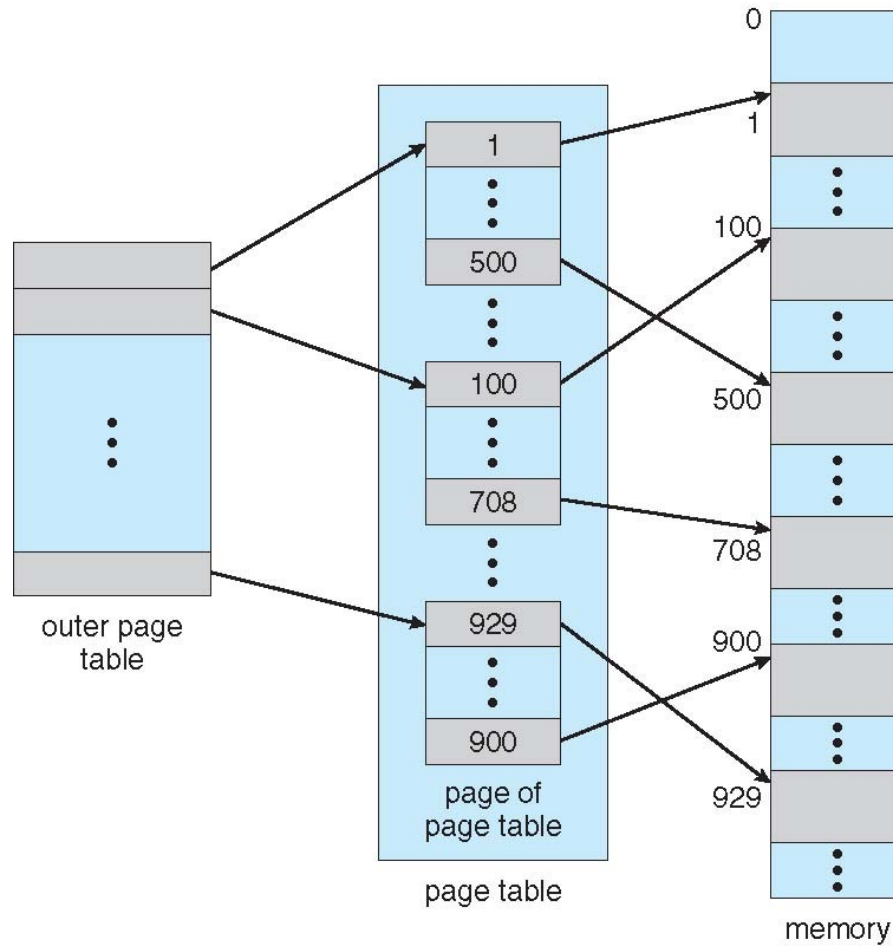 outer page
table
1
500
100
708
929
900
page of
page table
page table
0
1
100
500
708
900
929
memory